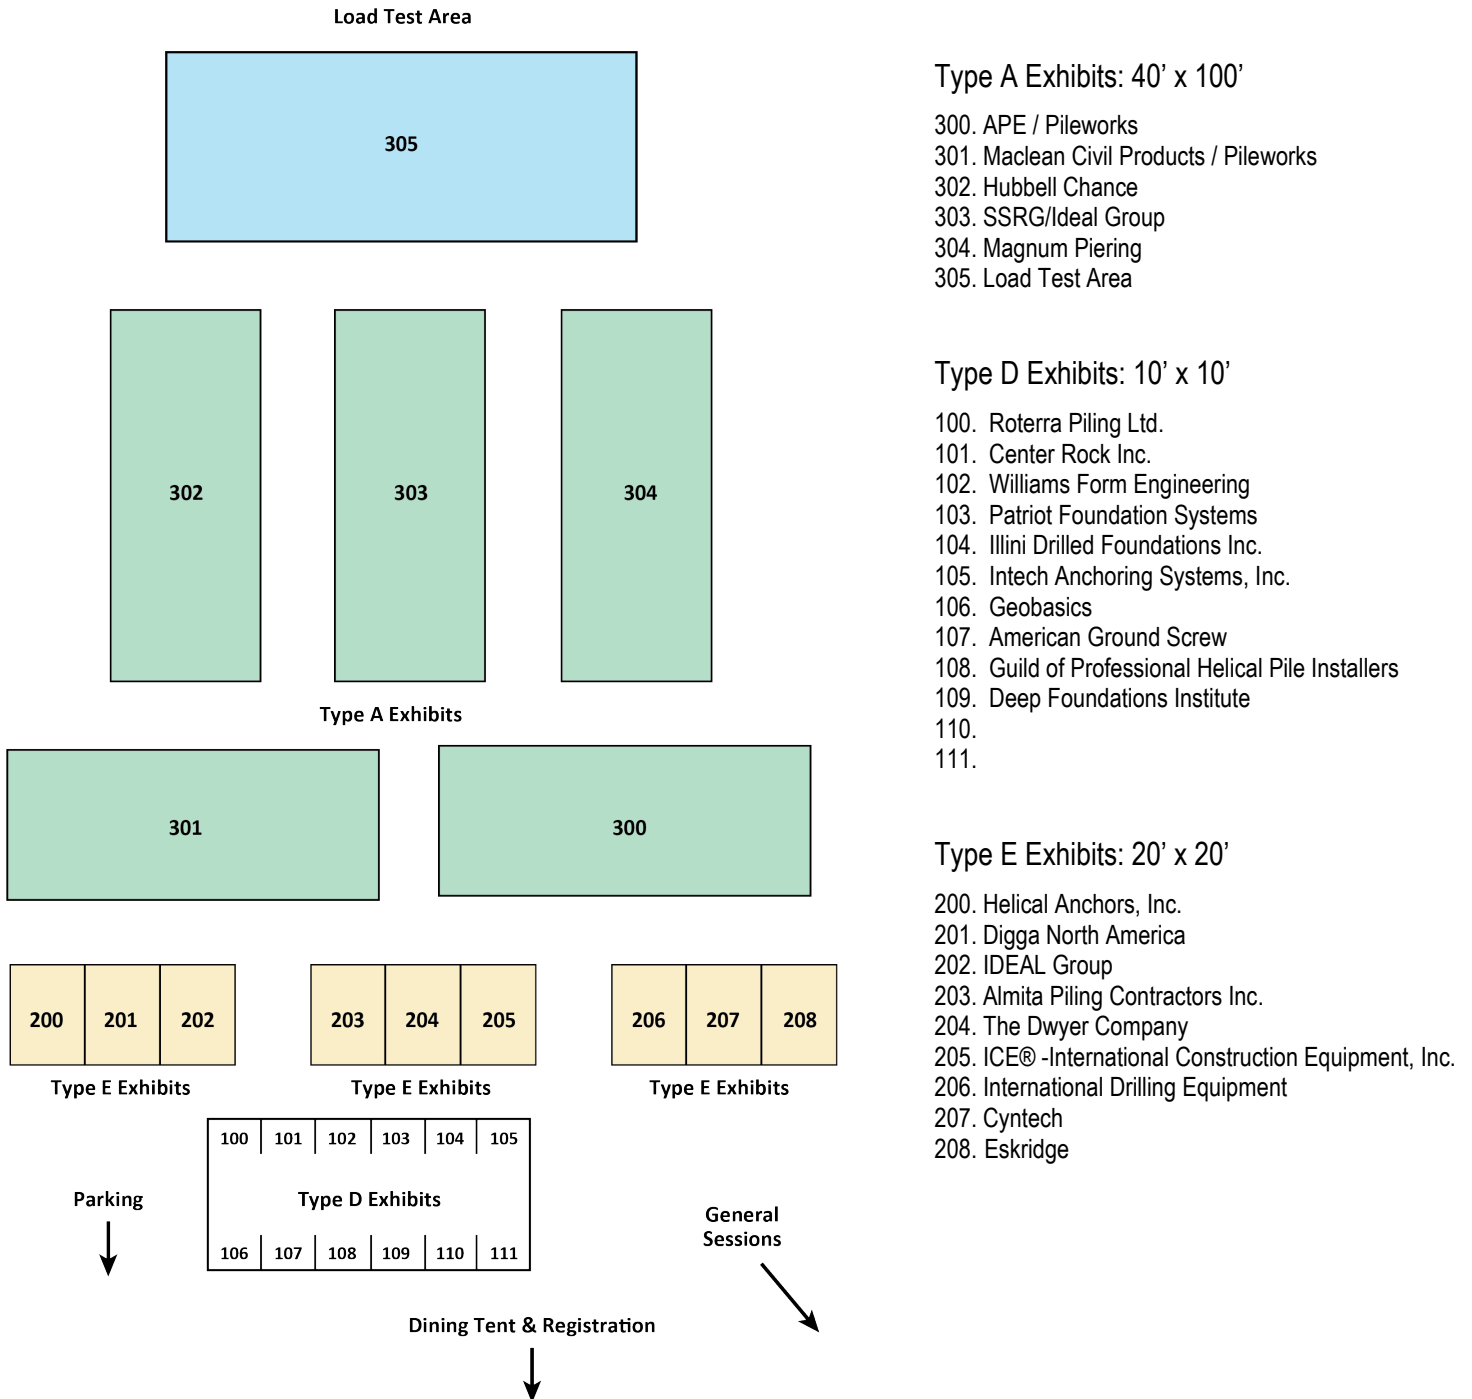 Load Test Area
305
302
303
304
Type A Exhibits
301
300
200
201
202
203
204
205
206
207
208
Type E Exhibits
Type E Exhibits
Type E Exhibits
100
101
102
103
104
105
Type D Exhibits
106
107
108
109
110
111
Parking
General
Sessions
Dining Tent & Registration
Type A Exhibits: 40’ x 100’
300. APE / Pileworks
301. Maclean Civil Products / Pileworks
302. Hubbell Chance
303. SSRG/Ideal Group
304. Magnum Piering
305. Load Test Area
Type D Exhibits: 10’ x 10’
100. Roterra Piling Ltd.
101. Center Rock Inc.
102. Williams Form Engineering
103. Patriot Foundation Systems
104. Illini Drilled Foundations Inc.
105. Intech Anchoring Systems, Inc.
106. Geobasics
107. American Ground Screw
108. Guild of Professional Helical Pile Installers
109. Deep Foundations Institute
110.
111.
Type E Exhibits: 20’ x 20’
200. Helical Anchors, Inc.
201. Digga North America
202. IDEAL Group
203. Almita Piling Contractors Inc.
204. The Dwyer Company
205. ICE® -International Construction Equipment, Inc.
206. International Drilling Equipment
207. Cyntech
208. Eskridge